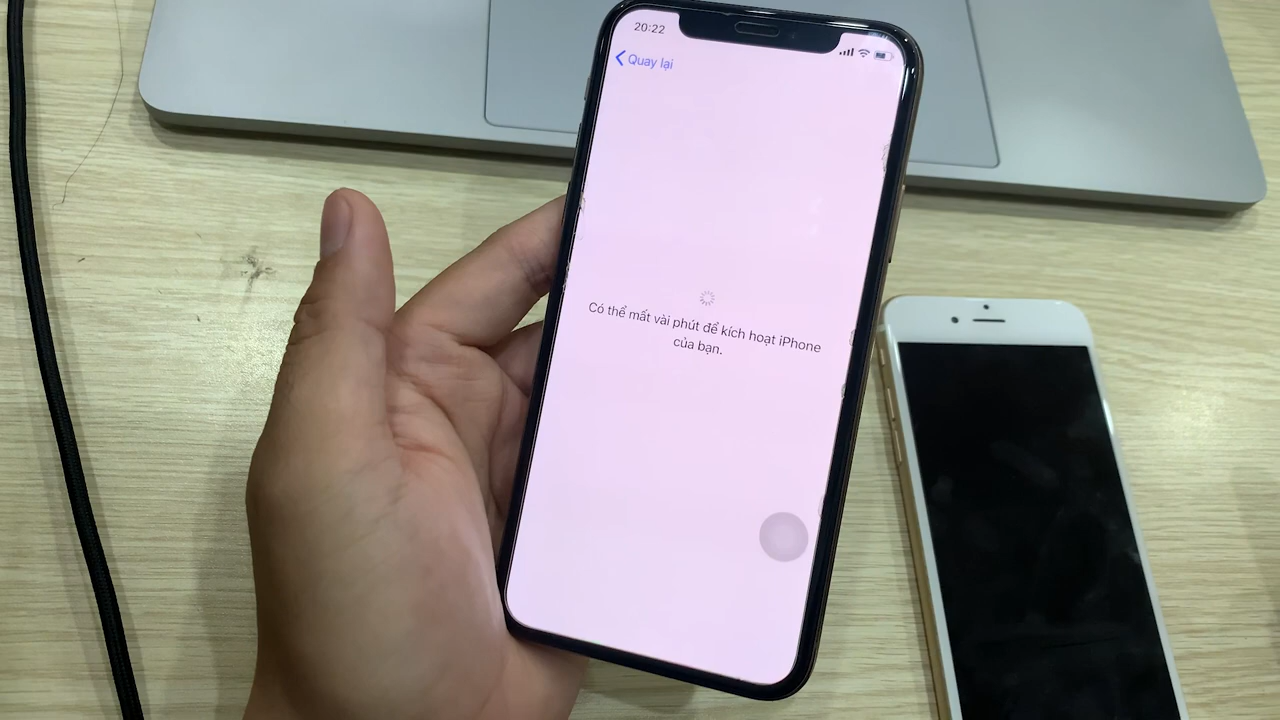 20:22
Quay lại
Có thể mất vài phút để kích hoạt iPhone
của bạn.